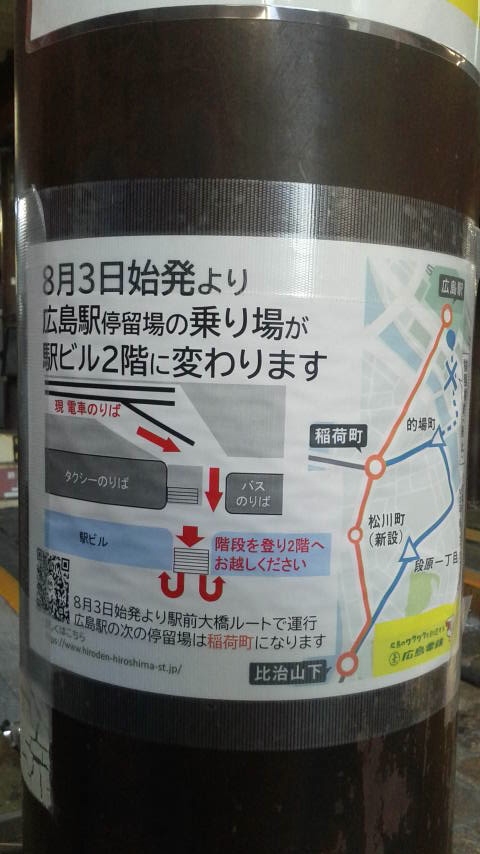 8月3日始発より
広島駅停留場の乗り場が
駅ビル2階に変わります
現 電車のりば
タクシーのりば
バス
のりば
駅ビル
階段を登り2階へ
お越しください
8月3日始発より駅前大橋ルートで運行
広島駅の次の停留場は稲荷町になります
しくはこちら
https://www.hiroden-hiroshima-st.jp/
広島駅
的場町
稲荷町
松川町
(新設)
段原一丁目
比治山下
広島電鉄